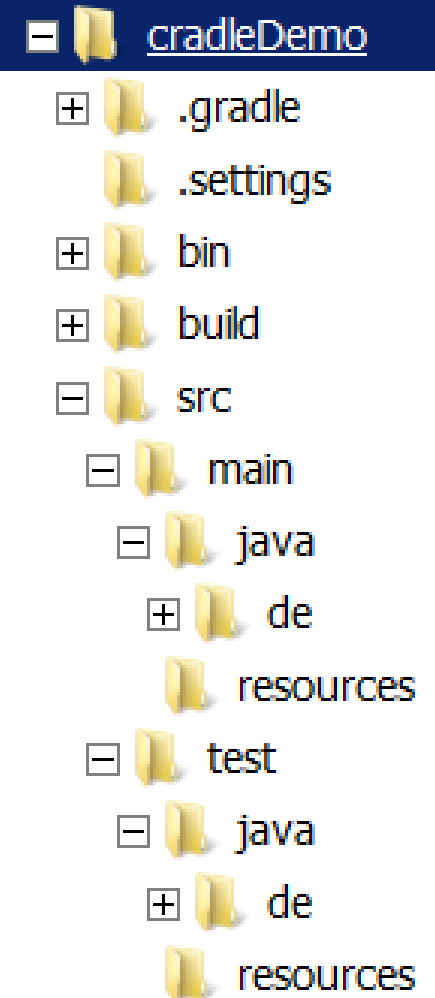 cradleDemo
.gradle
.settings
bin
build
src
main
java
de
resources
test
java
de
resources